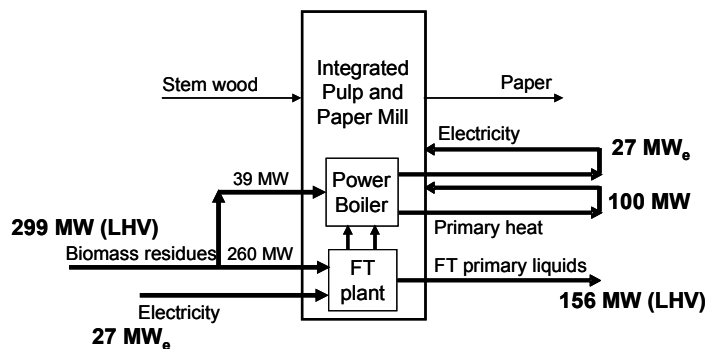 Integrated
Pulp and
Paper Mill
Stem wood
Paper
Electricity
27 MWe
39 MW
Power
Boiler
100 MW
299 MW (LHV)
Primary heat
Biomass residues
260 MW
FT
plant
FT primary liquids
156 MW (LHV)
Electricity
27 MWe